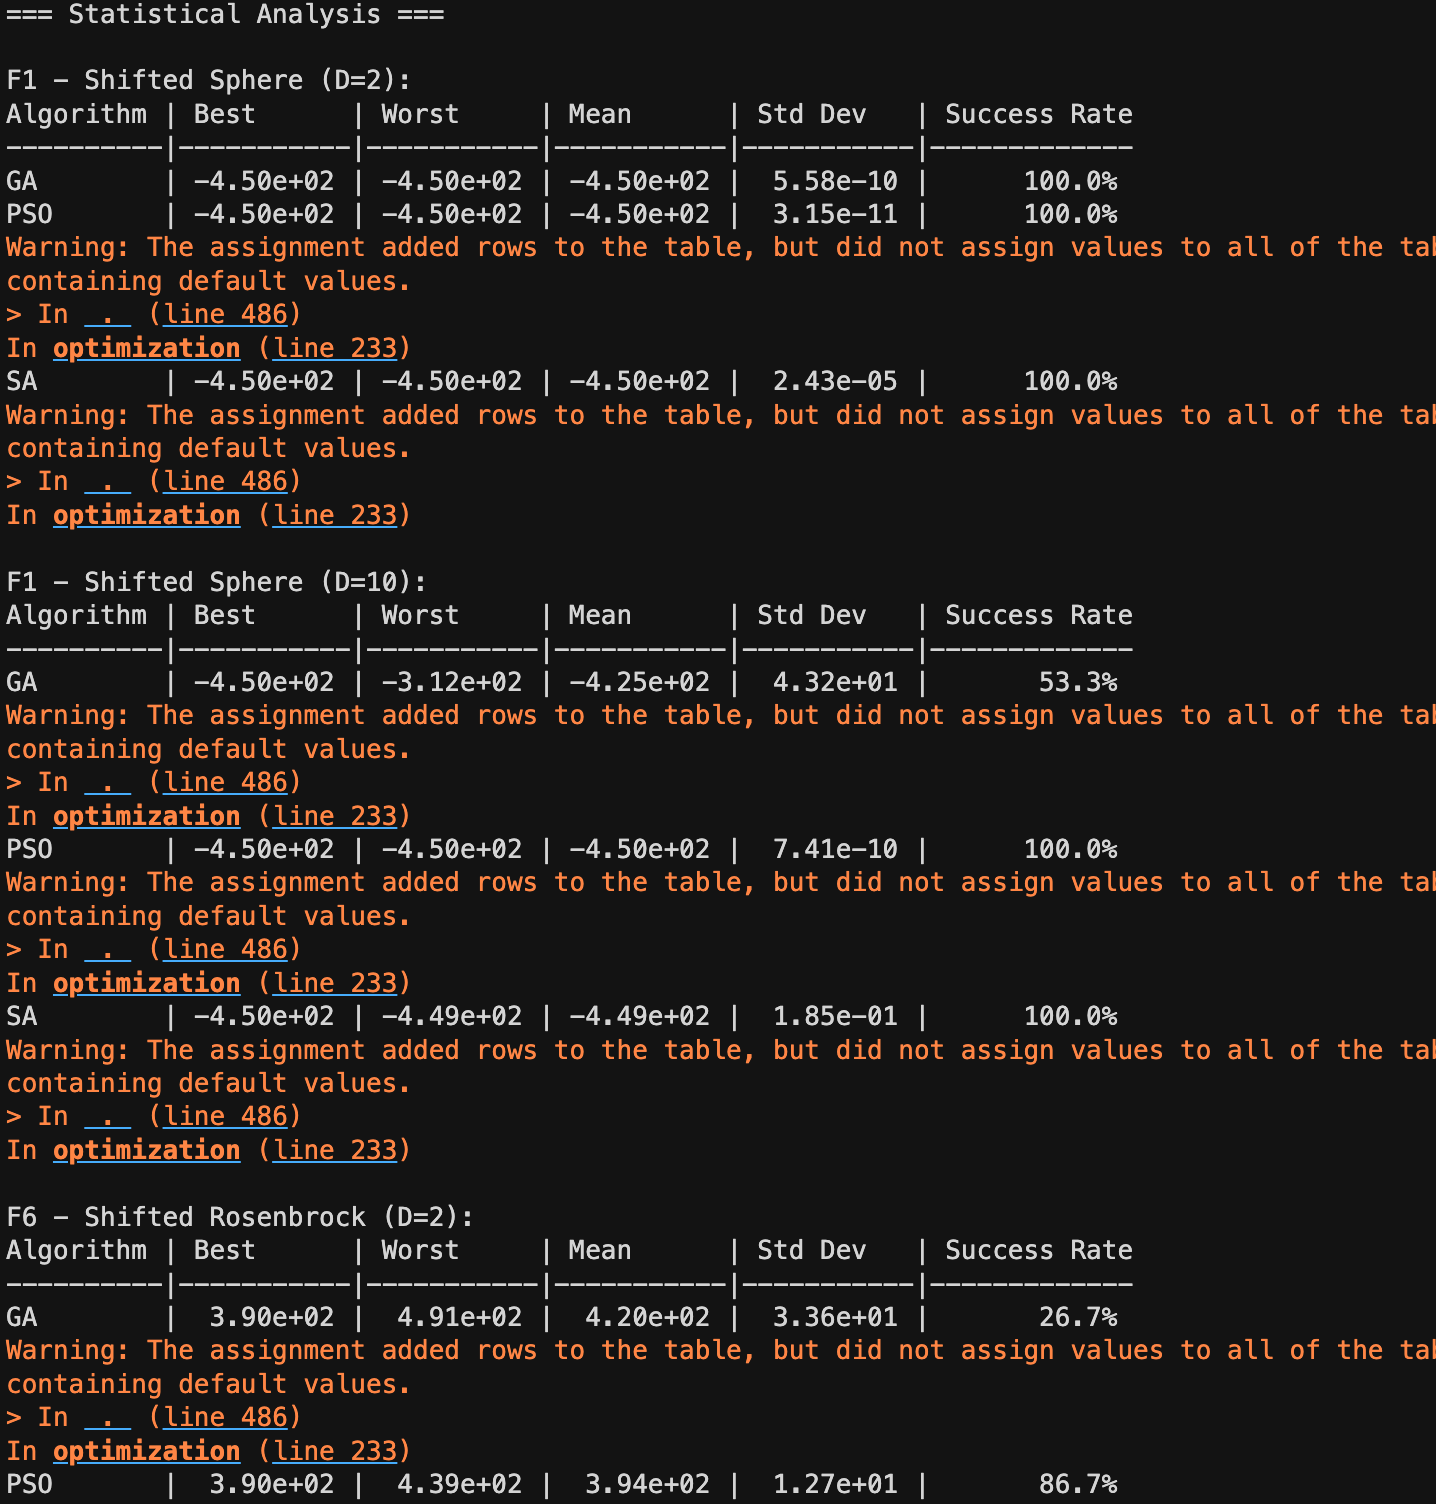 === Statistical Analysis ===
F1 - Shifted Sphere (D=2):
Algorithm | Best      | Worst     | Mean      | Std Dev   | Success Rate
----------|-----------|-----------|-----------|-----------|-------------
GA        | -4.50e+02 | -4.50e+02 | -4.50e+02 |  5.58e-10 |      100.0%
PSO       | -4.50e+02 | -4.50e+02 | -4.50e+02 |  3.15e-11 |      100.0%
Warning: The assignment added rows to the table, but did not assign values to all of the
containing default values.
> In . (line 486)
In optimization (line 233)
SA        | -4.50e+02 | -4.50e+02 | -4.50e+02 |  2.43e-05 |      100.0%
Warning: The assignment added rows to the table, but did not assign values to all of the
containing default values.
> In . (line 486)
In optimization (line 233)
F1 - Shifted Sphere (D=10):
Algorithm | Best      | Worst     | Mean      | Std Dev   | Success Rate
----------|-----------|-----------|-----------|-----------|-------------
GA        | -4.50e+02 | -3.12e+02 | -4.25e+02 |  4.32e+01 |       53.3%
Warning: The assignment added rows to the table, but did not assign values to all of the
containing default values.
> In . (line 486)
In optimization (line 233)
PSO       | -4.50e+02 | -4.50e+02 | -4.50e+02 |  7.41e-10 |      100.0%
Warning: The assignment added rows to the table, but did not assign values to all of the
containing default values.
> In . (line 486)
In optimization (line 233)
SA        | -4.50e+02 | -4.49e+02 | -4.49e+02 |  1.85e-01 |      100.0%
Warning: The assignment added rows to the table, but did not assign values to all of the
containing default values.
> In . (line 486)
In optimization (line 233)
F6 - Shifted Rosenbrock (D=2):
Algorithm | Best      | Worst     | Mean      | Std Dev   | Success Rate
----------|-----------|-----------|-----------|-----------|-------------
GA        |  3.90e+02 |  4.91e+02 |  4.20e+02 |  3.36e+01 |       26.7%
Warning: The assignment added rows to the table, but did not assign values to all of the
containing default values.
> In . (line 486)
In optimization (line 233)
PSO       |  3.90e+02 |  4.39e+02 |  3.94e+02 |  1.27e+01 |       86.7%